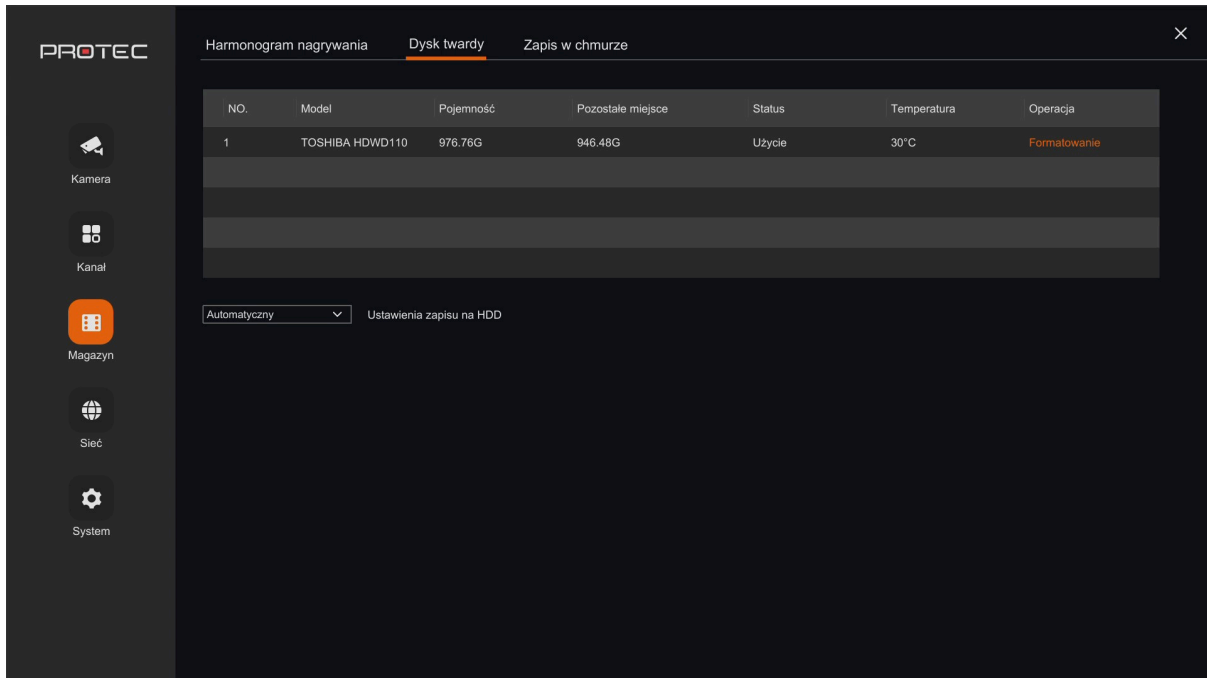 PROTEC
Harmonogram nagrywania Dysk twardy Zapis w chmurze
NO. Model Pojemność Pozostałe miejsce Status Temperatura Operacja
1 TOSHIBA HDWD110 976.76G 946.48G Użycie 30°C Formatowanie
Kamera
Kanał
Automatyczny Ustawienia zapisu na HDD
Magazyn
Sieć
System